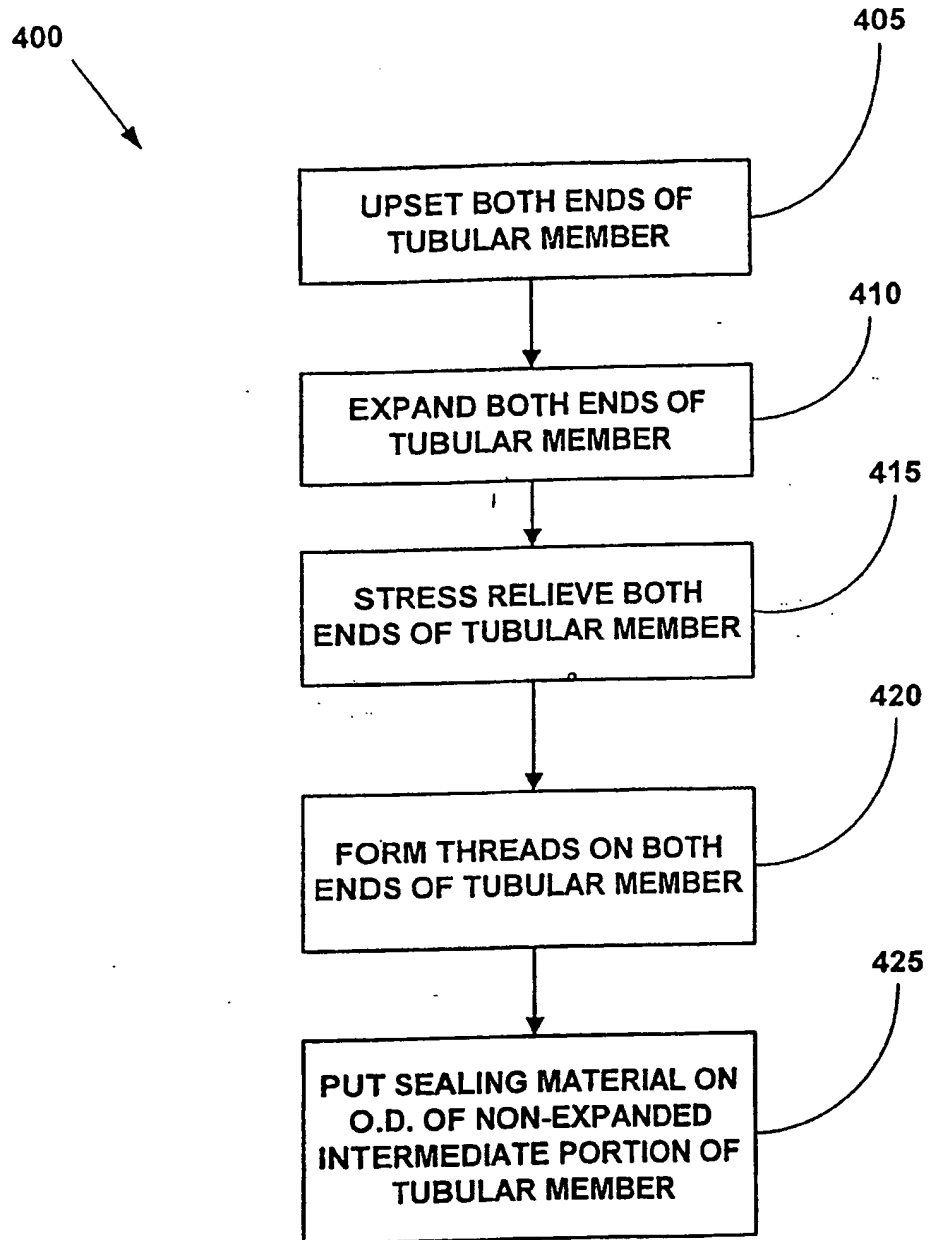 400
405
UPSET BOTH ENDS OF
TUBULAR MEMBER
410
EXPAND BOTH ENDS OF
TUBULAR MEMBER
415
STRESS RELIEVE BOTH
ENDS OF TUBULAR MEMBER
420
FORM THREADS ON BOTH
ENDS OF TUBULAR MEMBER
425
PUT SEALING MATERIAL ON
O.D. OF NON-EXPANDED
INTERMEDIATE PORTION OF
TUBULAR MEMBER